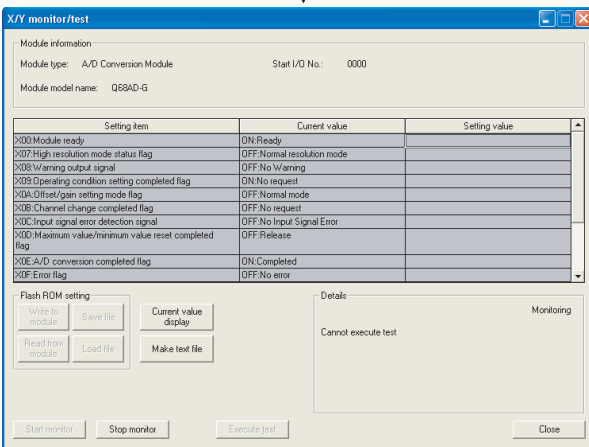 X/Y monitor/test
Module information
Module type: A/D Conversion Module Start I/O No.: 0000
Module model name: Q68AD-G
Setting item Current value Setting value
X00:Module ready ON:Ready
X07:High resolution mode status flag OFF:Normal resolution mode
X08:Warning output signal OFF:No Warning
X09:Operating condition setting completed flag ON:No request
X0A:Offset/gain setting mode flag OFF:Normal mode
X0B:Channel change completed flag OFF:No request
X0C:Input signal error detection signal OFF:No Input Signal Error
X0D:Maximum value/minimum value reset completed OFF:Release
flag
X0E:A/D conversion completed flag ON:Completed
X0F:Error flag OFF:No error
Flash ROM setting Details
Write to Save file Current value Monitoring
module display
Cannot execute test
Read from Load file Make text file
module
Start monitor Stop monitor Execute test Close